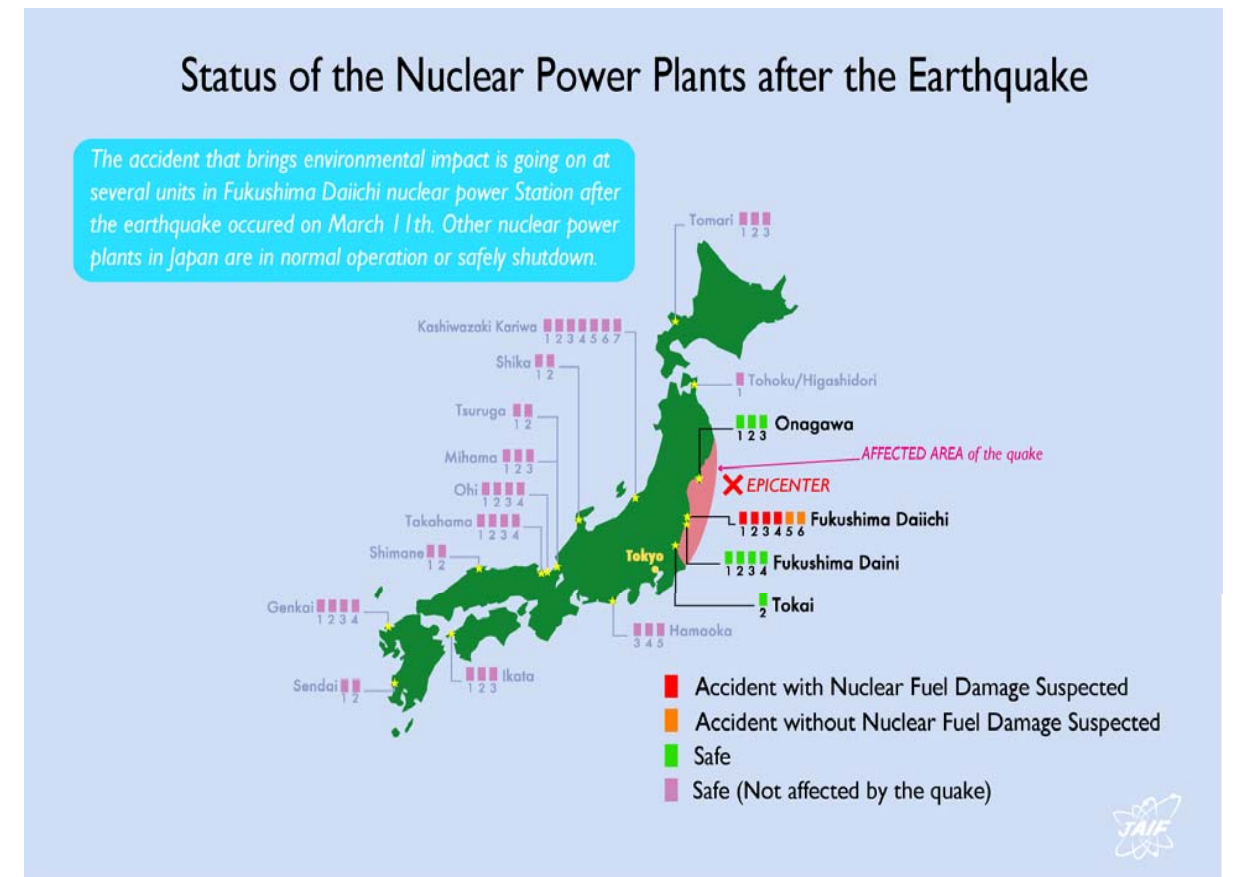 Status of the Nuclear Power Plants after the Earthquake
The accident that brings environmental impact is going on at
several units in Fukushima Daiichi nuclear power Station after
the earthquake occured on March 11th. Other nuclear power
plants in Japan are in normal operation or safely shutdown.
Tomari
1 2 3
Kashiwazaki Kariwa
1 2 3 4 5 6 7
Shika
1 2
Tohoku/Higashidori
1
Tsuruga
1 2
Onagawa
1 2 3
AFFECTED AREA of the quake
Mihama
1 2 3
EPICENTER
Ohi
1 2 3 4
Takahama
1 2 3 4
Fukushima Daiichi
1 2 3 4 5 6
Shimane
1 2
Tokyo
Fukushima Daini
1 2 3 4
Genkai
1 2 3 4
Tokai
2
Hamaoka
3 4 5
Ikata
1 2 3
Sendai
1 2
Accident with Nuclear Fuel Damage Suspected
Accident without Nuclear Fuel Damage Suspected
Safe
Safe (Not affected by the quake)
JAIF